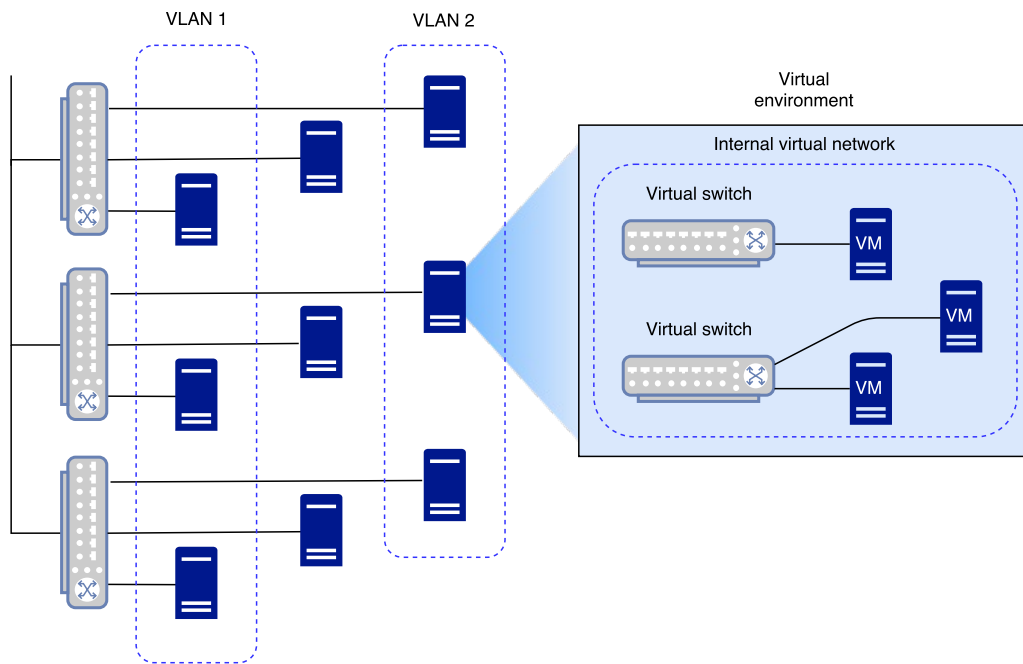 VLAN 1
VLAN 2
Virtual
environment
Internal virtual network
Virtual switch
VM
VM
Virtual switch
VM